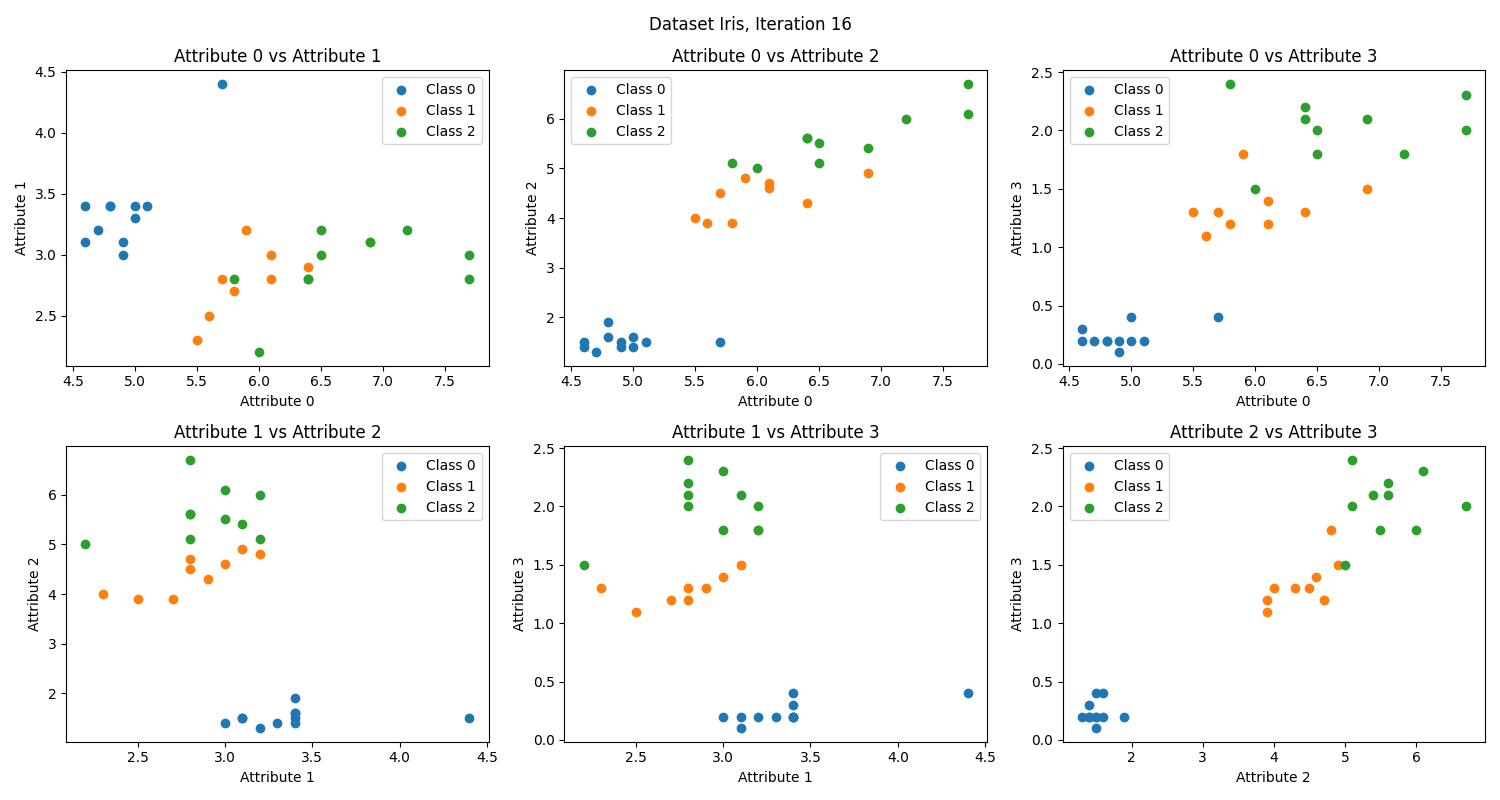 Dataset Iris, Iteration 16
Attribute 0 vs Attribute 1
4.5
4.0
3.5
3.0
2.5
Attribute 1
4.5 5.0 5.5 6.0 6.5 7.0 7.5
Attribute 0
Class 0
Class 1
Class 2
Attribute 0 vs Attribute 2
6
5
4
3
2
Attribute 2
4.5 5.0 5.5 6.0 6.5 7.0 7.5
Attribute 0
Class 0
Class 1
Class 2
Attribute 0 vs Attribute 3
2.5
2.0
1.5
1.0
0.5
0.0
Attribute 3
4.5 5.0 5.5 6.0 6.5 7.0 7.5
Attribute 0
Class 0
Class 1
Class 2
Attribute 1 vs Attribute 2
6
5
4
3
2
Attribute 2
2.5 3.0 3.5 4.0 4.5
Attribute 1
Class 0
Class 1
Class 2
Attribute 1 vs Attribute 3
2.5
2.0
1.5
1.0
0.5
0.0
Attribute 3
2.5 3.0 3.5 4.0 4.5
Attribute 1
Class 0
Class 1
Class 2
Attribute 2 vs Attribute 3
2.5
2.0
1.5
1.0
0.5
0.0
Attribute 3
2 3 4 5 6
Attribute 2
Class 0
Class 1
Class 2